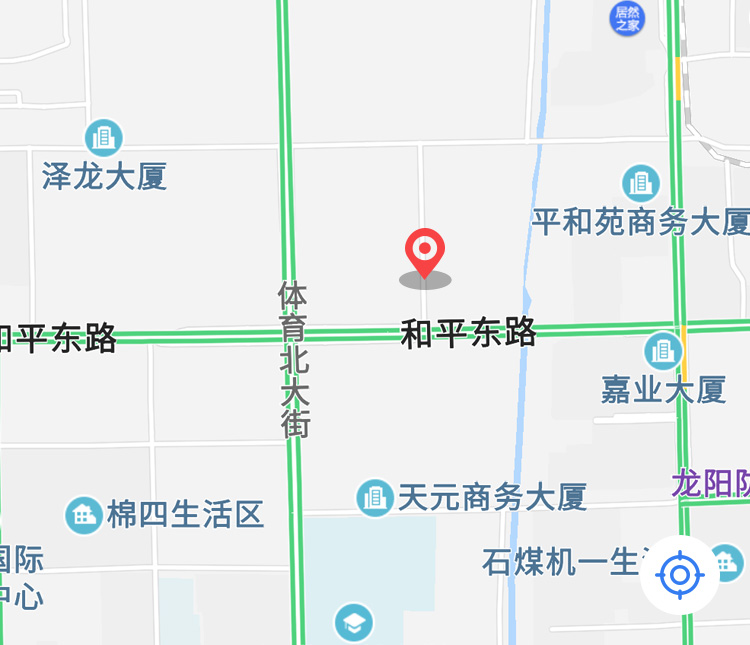 居然
之家
泽龙大厦
平和苑商务大厦
体育北大街
和平东路
和平东路
嘉业大厦
龙阳防
天元商务大厦
棉四生活区
石煤机一生活
国际
中心